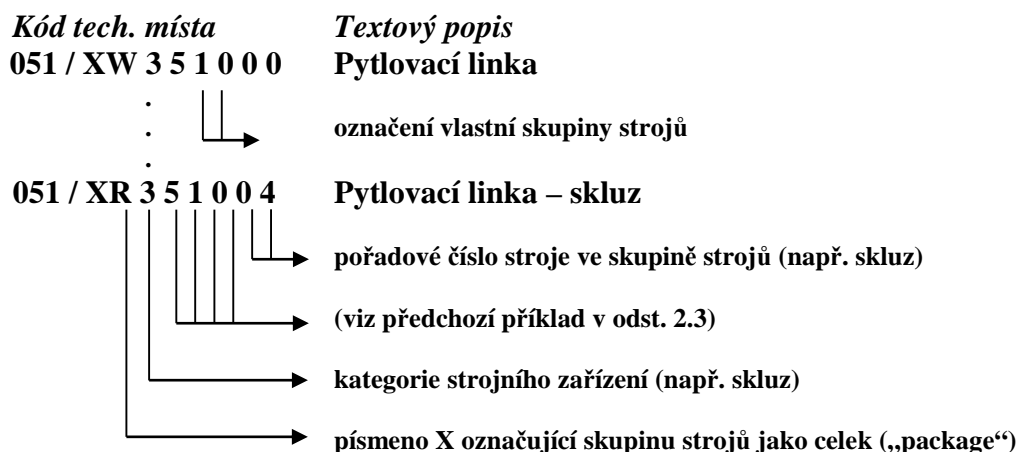 Kód tech. místa Textový popis
051 / XW 3 5 1 0 0 0 Pytlovací linka
.
. označení vlastní skupiny strojů
.
051 / XR 3 5 1 0 0 4 Pytlovací linka – skluz
pořadové číslo stroje ve skupině strojů (např. skluz)
(viz předchozí příklad v odst. 2.3)
kategorie strojního zařízení (např. skluz)
písmeno X označující skupinu strojů jako celek („package“)